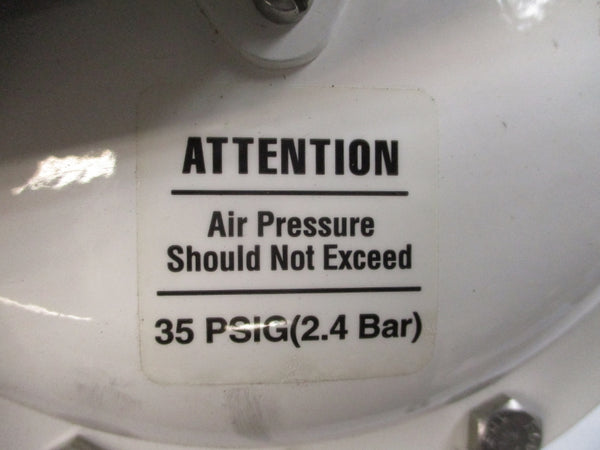 ATTENTION
Air Pressure
Should Not Exceed
35 PSIG(2.4 Bar)